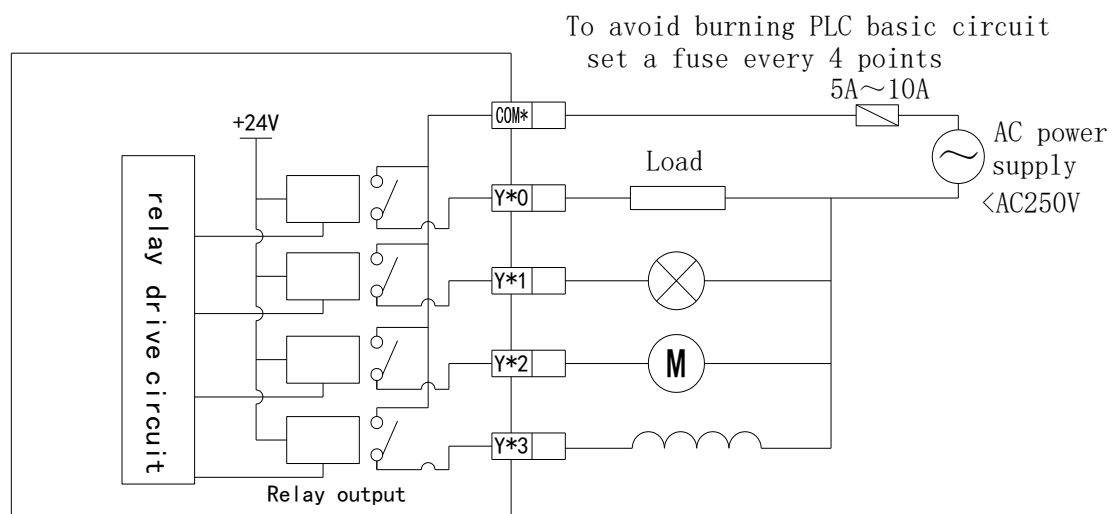 To avoid burning PLC basic circuit
set a fuse every 4 points
5A～10A
COM*
+24V
AC power
supply
<AC250V
Load
Y*0
relay drive circuit
Y*1
Y*2
M
Y*3
Relay output